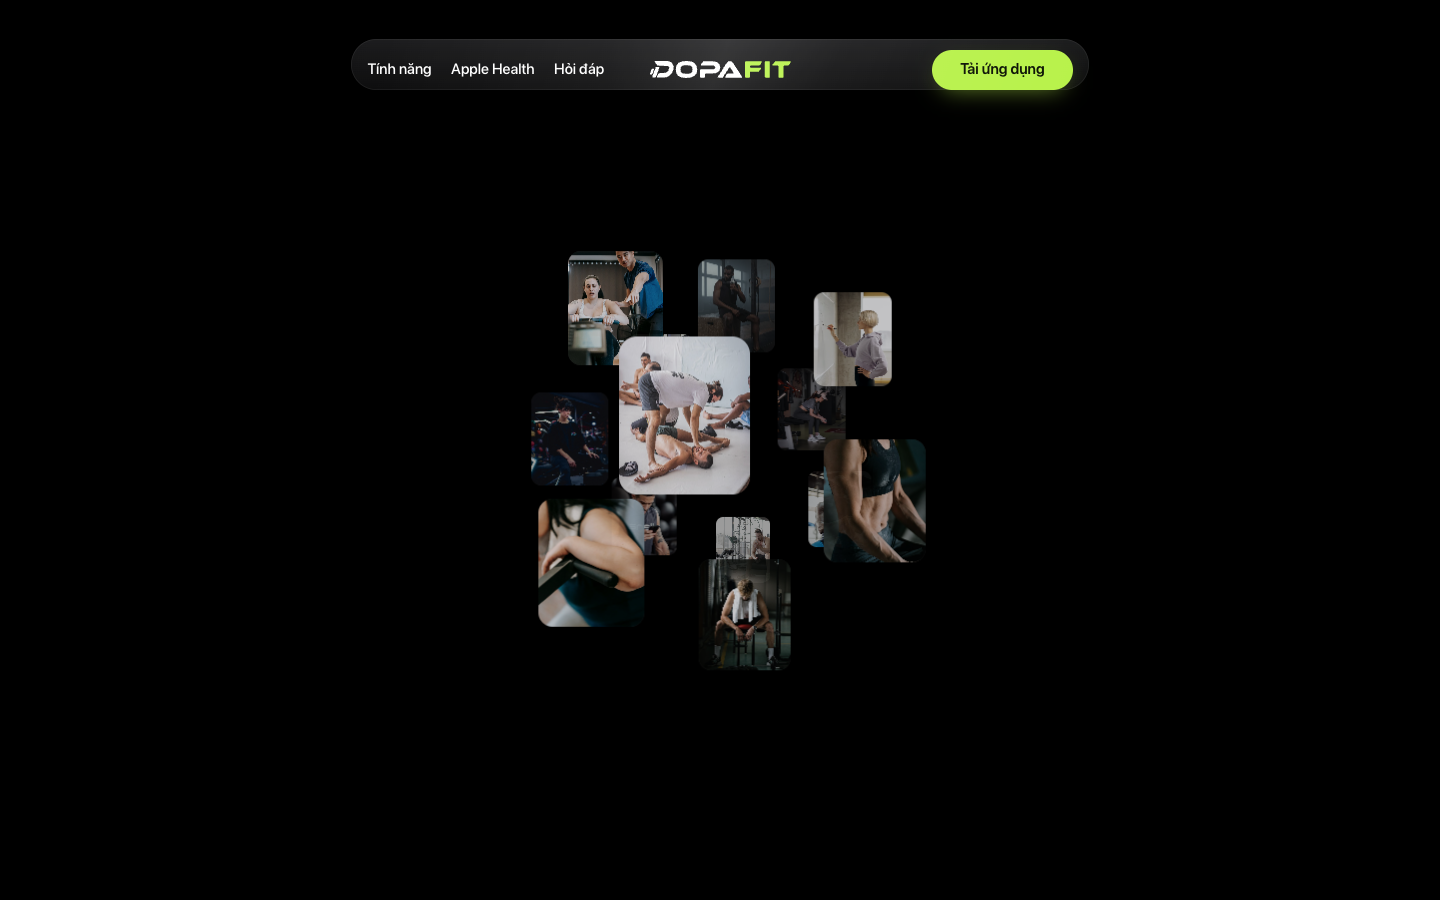 Tính năng
Apple Health
Hỏi đáp
DOPAFIT
Tải ứng dụng